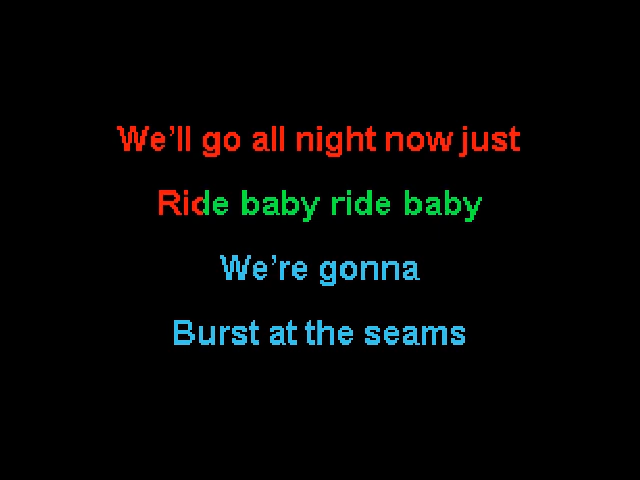 We'll go all night now just
Ride baby ride baby
We're gonna
Burst at the seams